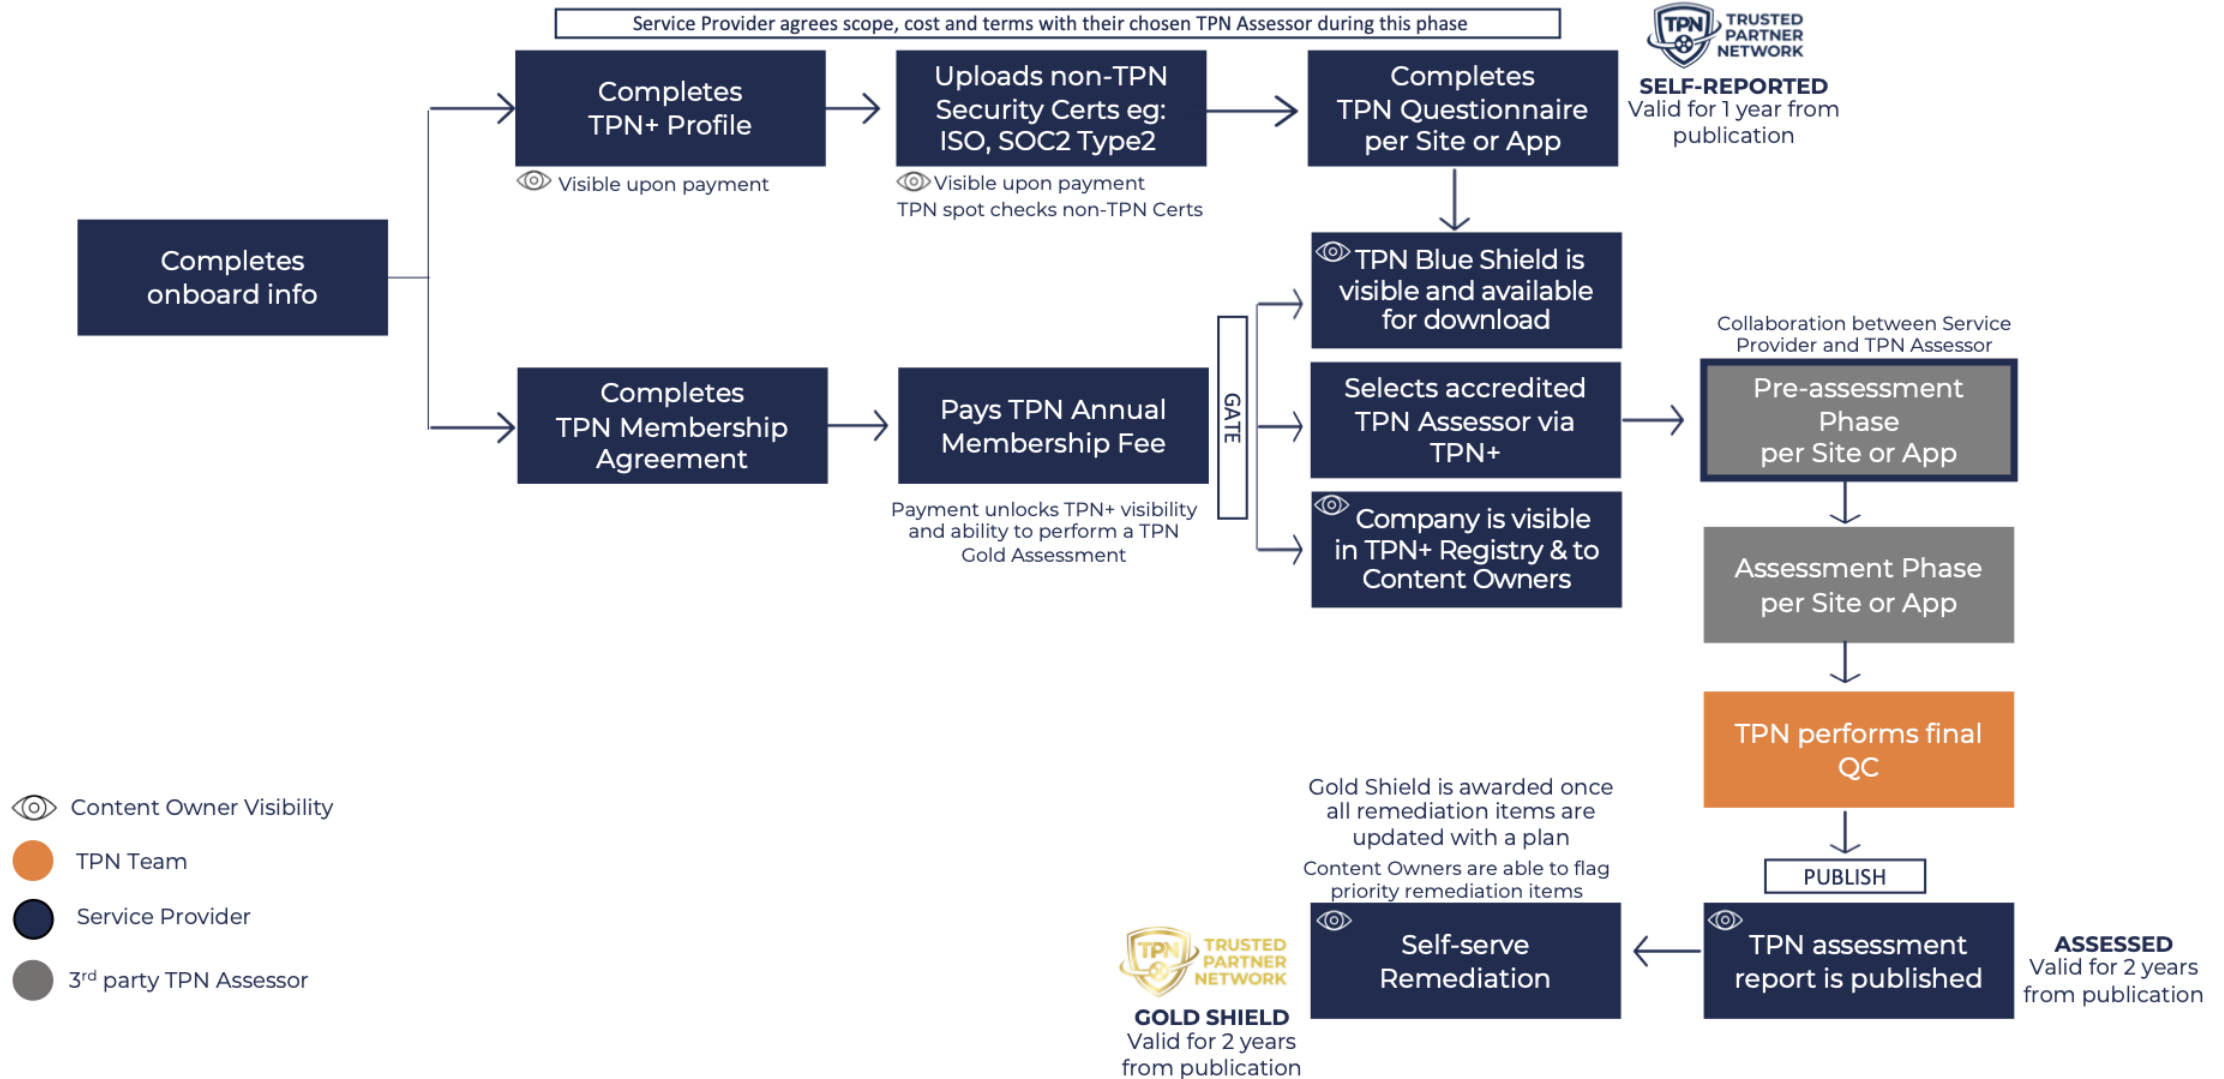 Service Provider agrees scope, cost and terms with their chosen TPN Assessor during this phase
TPN
TRUSTED
PARTNER
NETWORK
SELF-REPORTED
Valid for 1 year from
publication
Completes
TPN+ Profile
Visible upon payment
Uploads non-TPN
Security Certs eg:
ISO, SOC2 Type2
Visible upon payment
TPN spot checks non-TPN Certs
Completes
TPN Questionnaire
per Site or App
Completes
onboard info
Completes
TPN Membership
Agreement
Pays TPN Annual
Membership Fee
Payment unlocks TPN+ visibility
and ability to perform a TPN
Gold Assessment
GATE
TPN Blue Shield is
visible and available
for download
Selects accredited
TPN Assessor via
TPN+
Company is visible
in TPN+ Registry & to
Content Owners
Collaboration between Service
Provider and TPN Assessor
Pre-assessment
Phase
per Site or App
Assessment Phase
per Site or App
TPN performs final
QC
PUBLISH
TPN assessment
report is published
ASSESSED
Valid for 2 years
from publication
Gold Shield is awarded once
all remediation items are
updated with a plan
Content Owners are able to flag
priority remediation items
Self-serve
Remediation
TPN
TRUSTED
PARTNER
NETWORK
GOLD SHIELD
Valid for 2 years
from publication
Content Owner Visibility
TPN Team
Service Provider
3rd party TPN Assessor